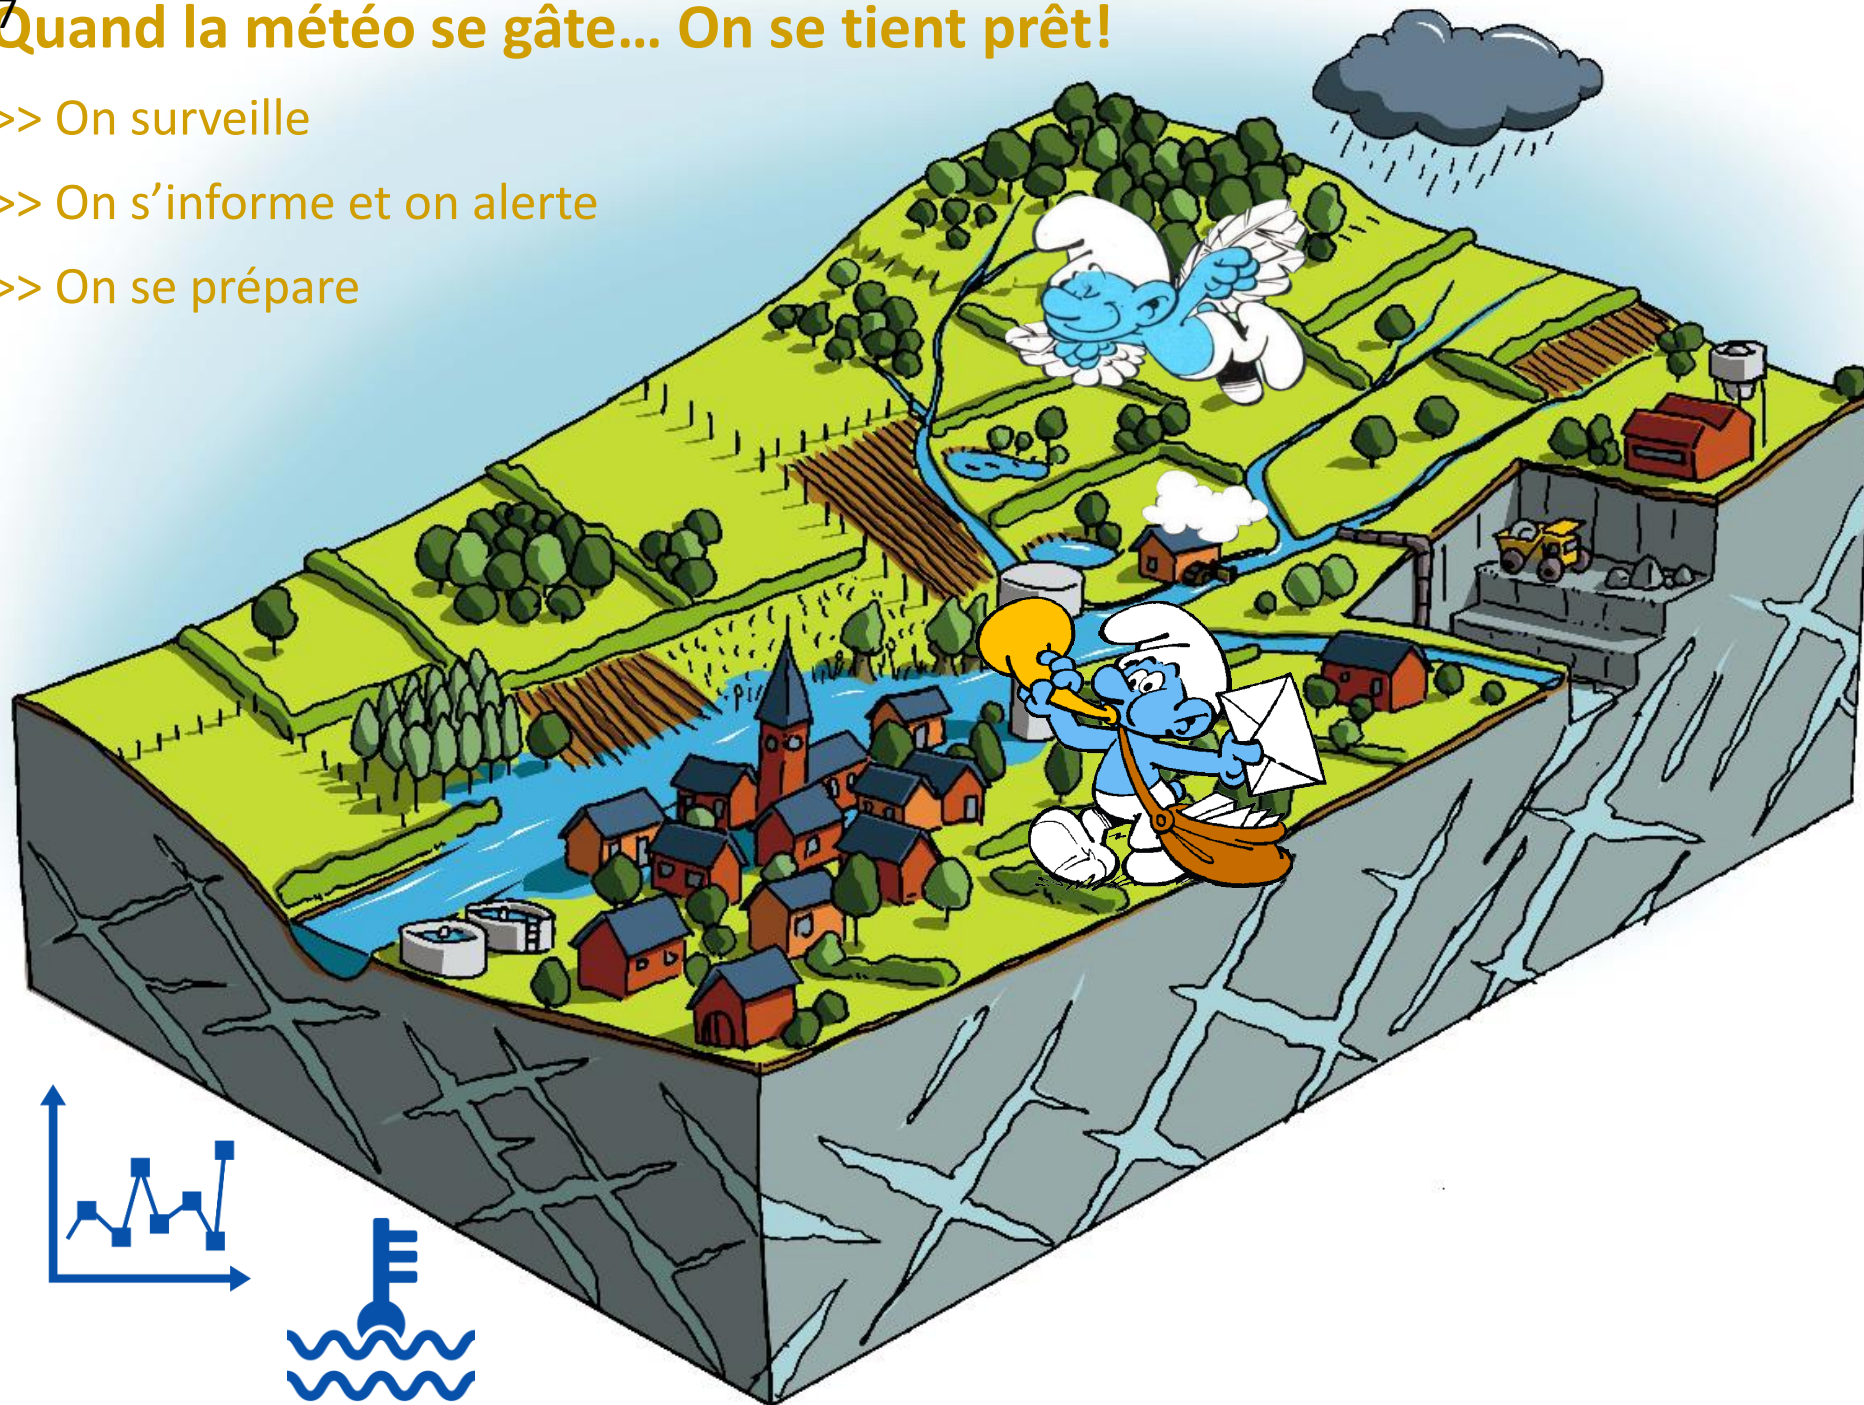 7
Quand la météo se gâte... On se tient prêt!
>> On surveille
>> On s’informe et on alerte
>> On se prépare